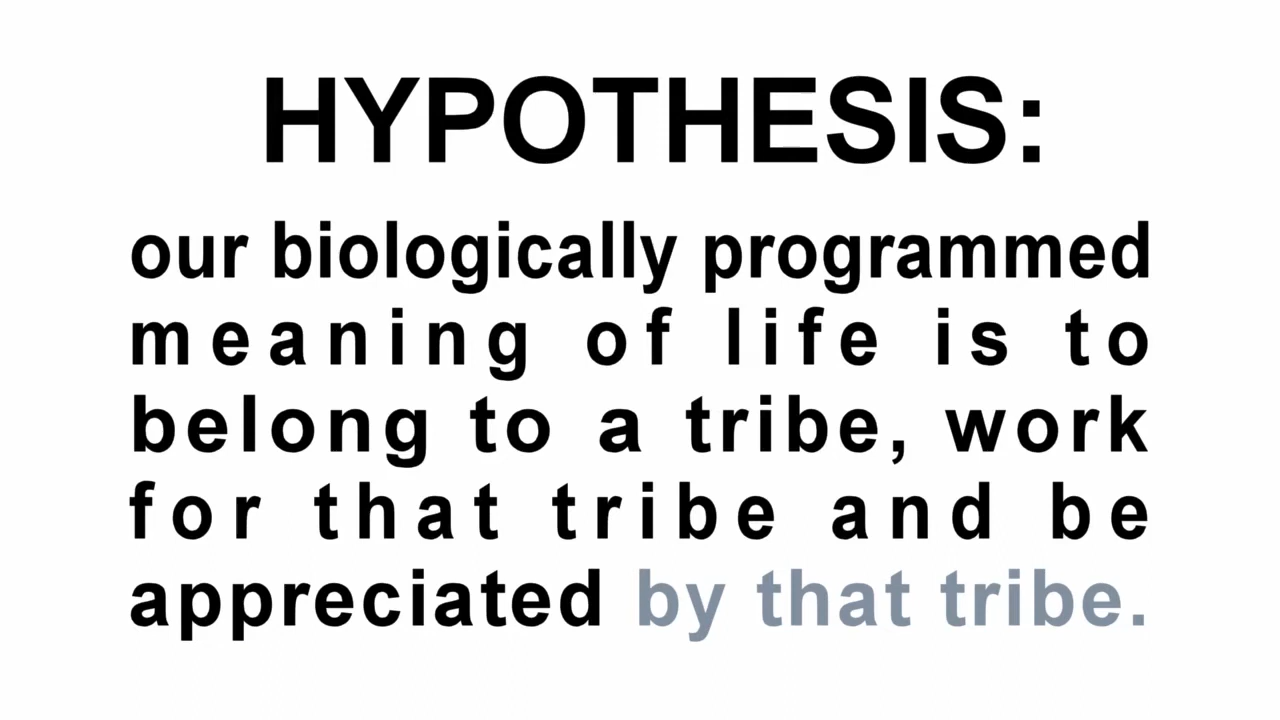 HYPOTHESIS:
our biologically programmed
meaning of life is to
belong to a tribe, work
for that tribe and be
appreciated by that tribe.